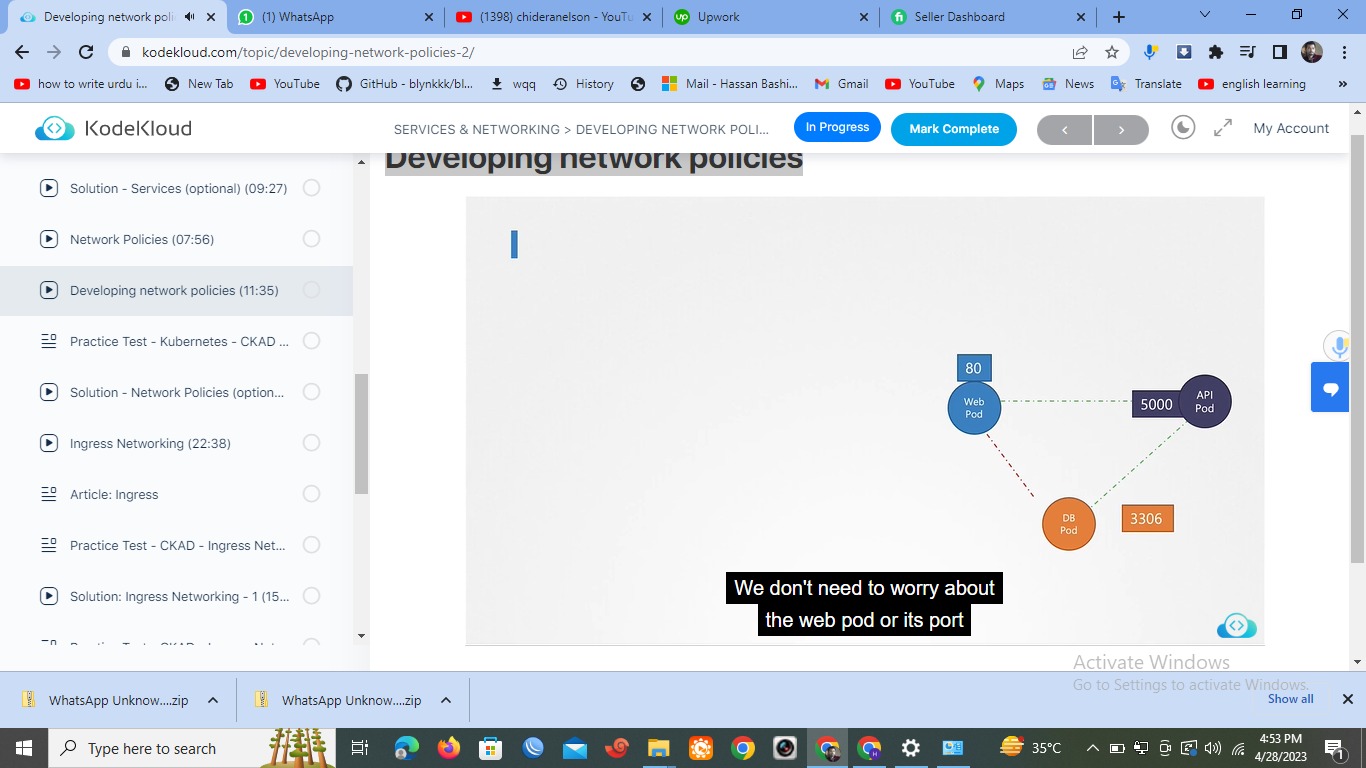 Developing network poli
(1) WhatsApp
(1398) chideranelson - YouTu
up
Upwork
fi
Seller Dashboard
kodekloud.com/topic/developing-network-policies-2/
how to write urdu i...
New Tab
YouTube
GitHub - blynkkk/bl...
wqq
History
Mail - Hassan Bashi...
Gmail
YouTube
Maps
News
Translate
english learning
»
KodeKloud
SERVICES & NETWORKING > DEVELOPING NETWORK POLI...
In Progress
Mark Complete
<
>
My Account
Developing network policies
Solution - Services (optional) (09:27)
Network Policies (07:56)
Developing network policies (11:35)
Practice Test - Kubernetes - CKAD ...
Solution - Network Policies (option...
Ingress Networking (22:38)
Article: Ingress
Practice Test - CKAD - Ingress Net...
Solution: Ingress Networking - 1 (15...
80
Web
Pod
5000
API
Pod
DB
Pod
3306
We don't need to worry about
the web pod or its port
Activate Windows
Go to Settings to activate Windows.
WhatsApp Unknow....zip
WhatsApp Unknow....zip
Show all
Type here to search
35°C
4:53 PM
4/28/2023
1